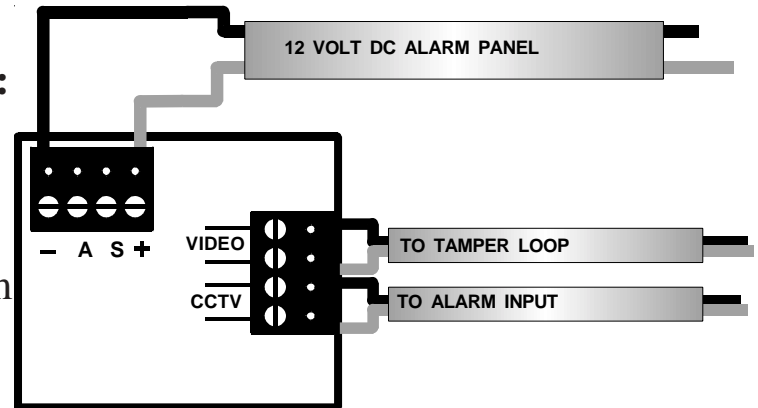 12 VOLT DC ALARM PANEL
:
− A S +
VIDEO
TO TAMPER LOOP
n
CCTV
TO ALARM INPUT